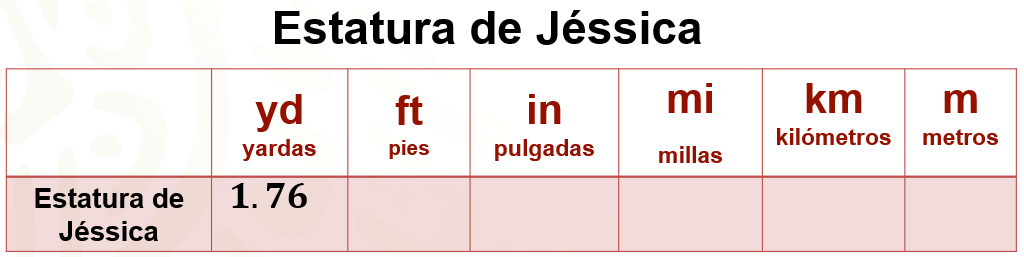 Estatura de Jéssica
yd ft in mi km m
yardas pies pulgadas millas kilómetros metros
Estatura de 1.76
Jéssica